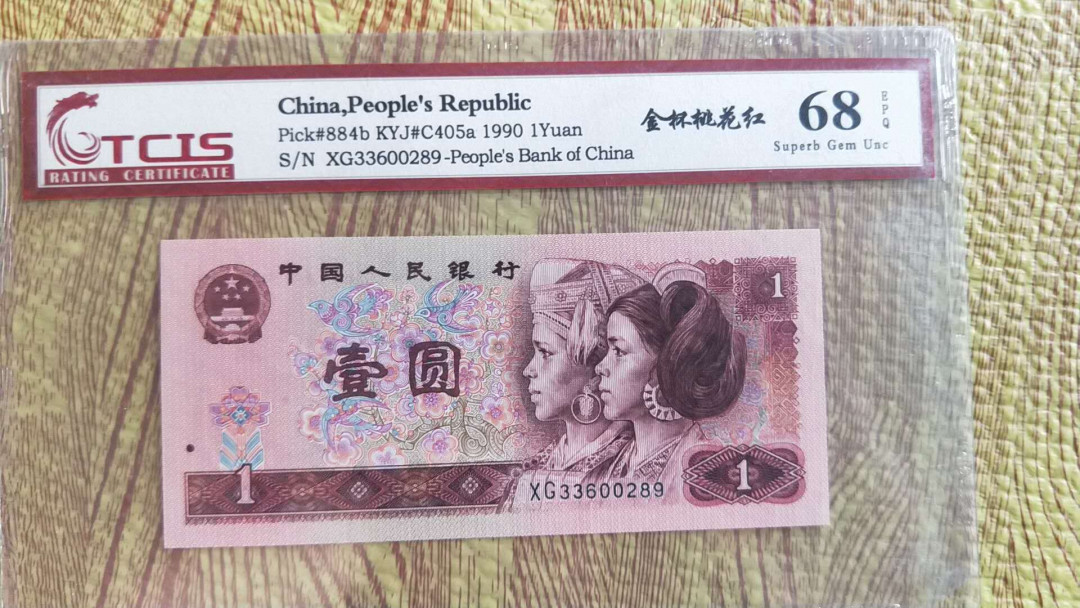 China,People's Republic
Pick#884b KYJ#C405a 1990 1Yuan
S/N XG33600289-People's Bank of China
金杯桃花红
68
EPQ
Superb Gem Unc
TCIS
RATING CERTIFICATE
中国人民银行
1
壹圆
1
XG33600289
1